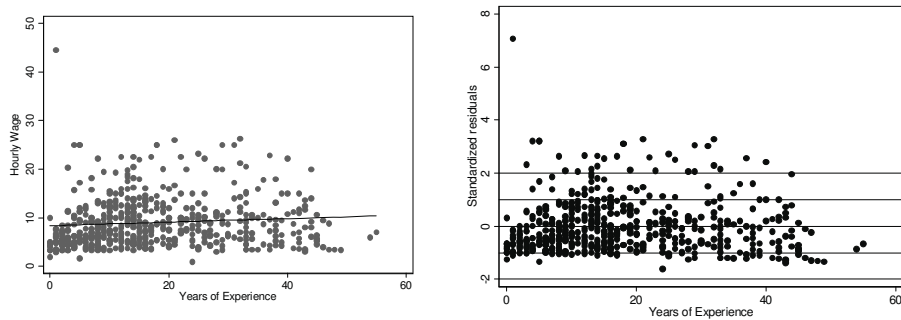 50
40
30
20
10
0
Hourly Wage
0 20 40 60
Years of Experience
8
6
4
2
0
-2
Standardized residuals
0 20 40 60
Years of Experience